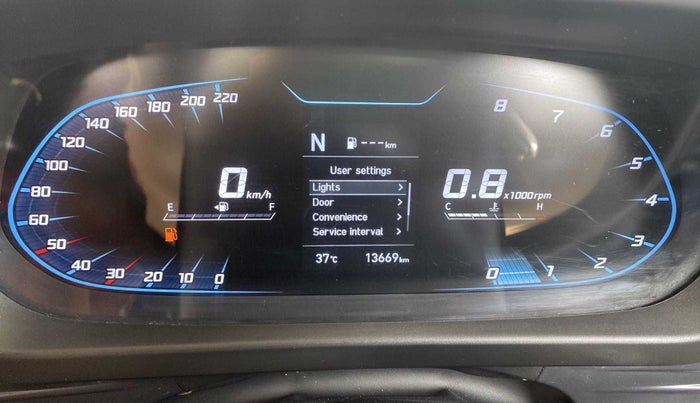 220
200
180
160
140
120
100
80
60
50
40
30
20
10
0
0 km/h
E F
N --- km
User settings
Lights >
Door >
Convenience >
Service interval >
37°C 13669 km
0.8 x1000rpm
C H
8
7
6
5
4
3
2
1
0